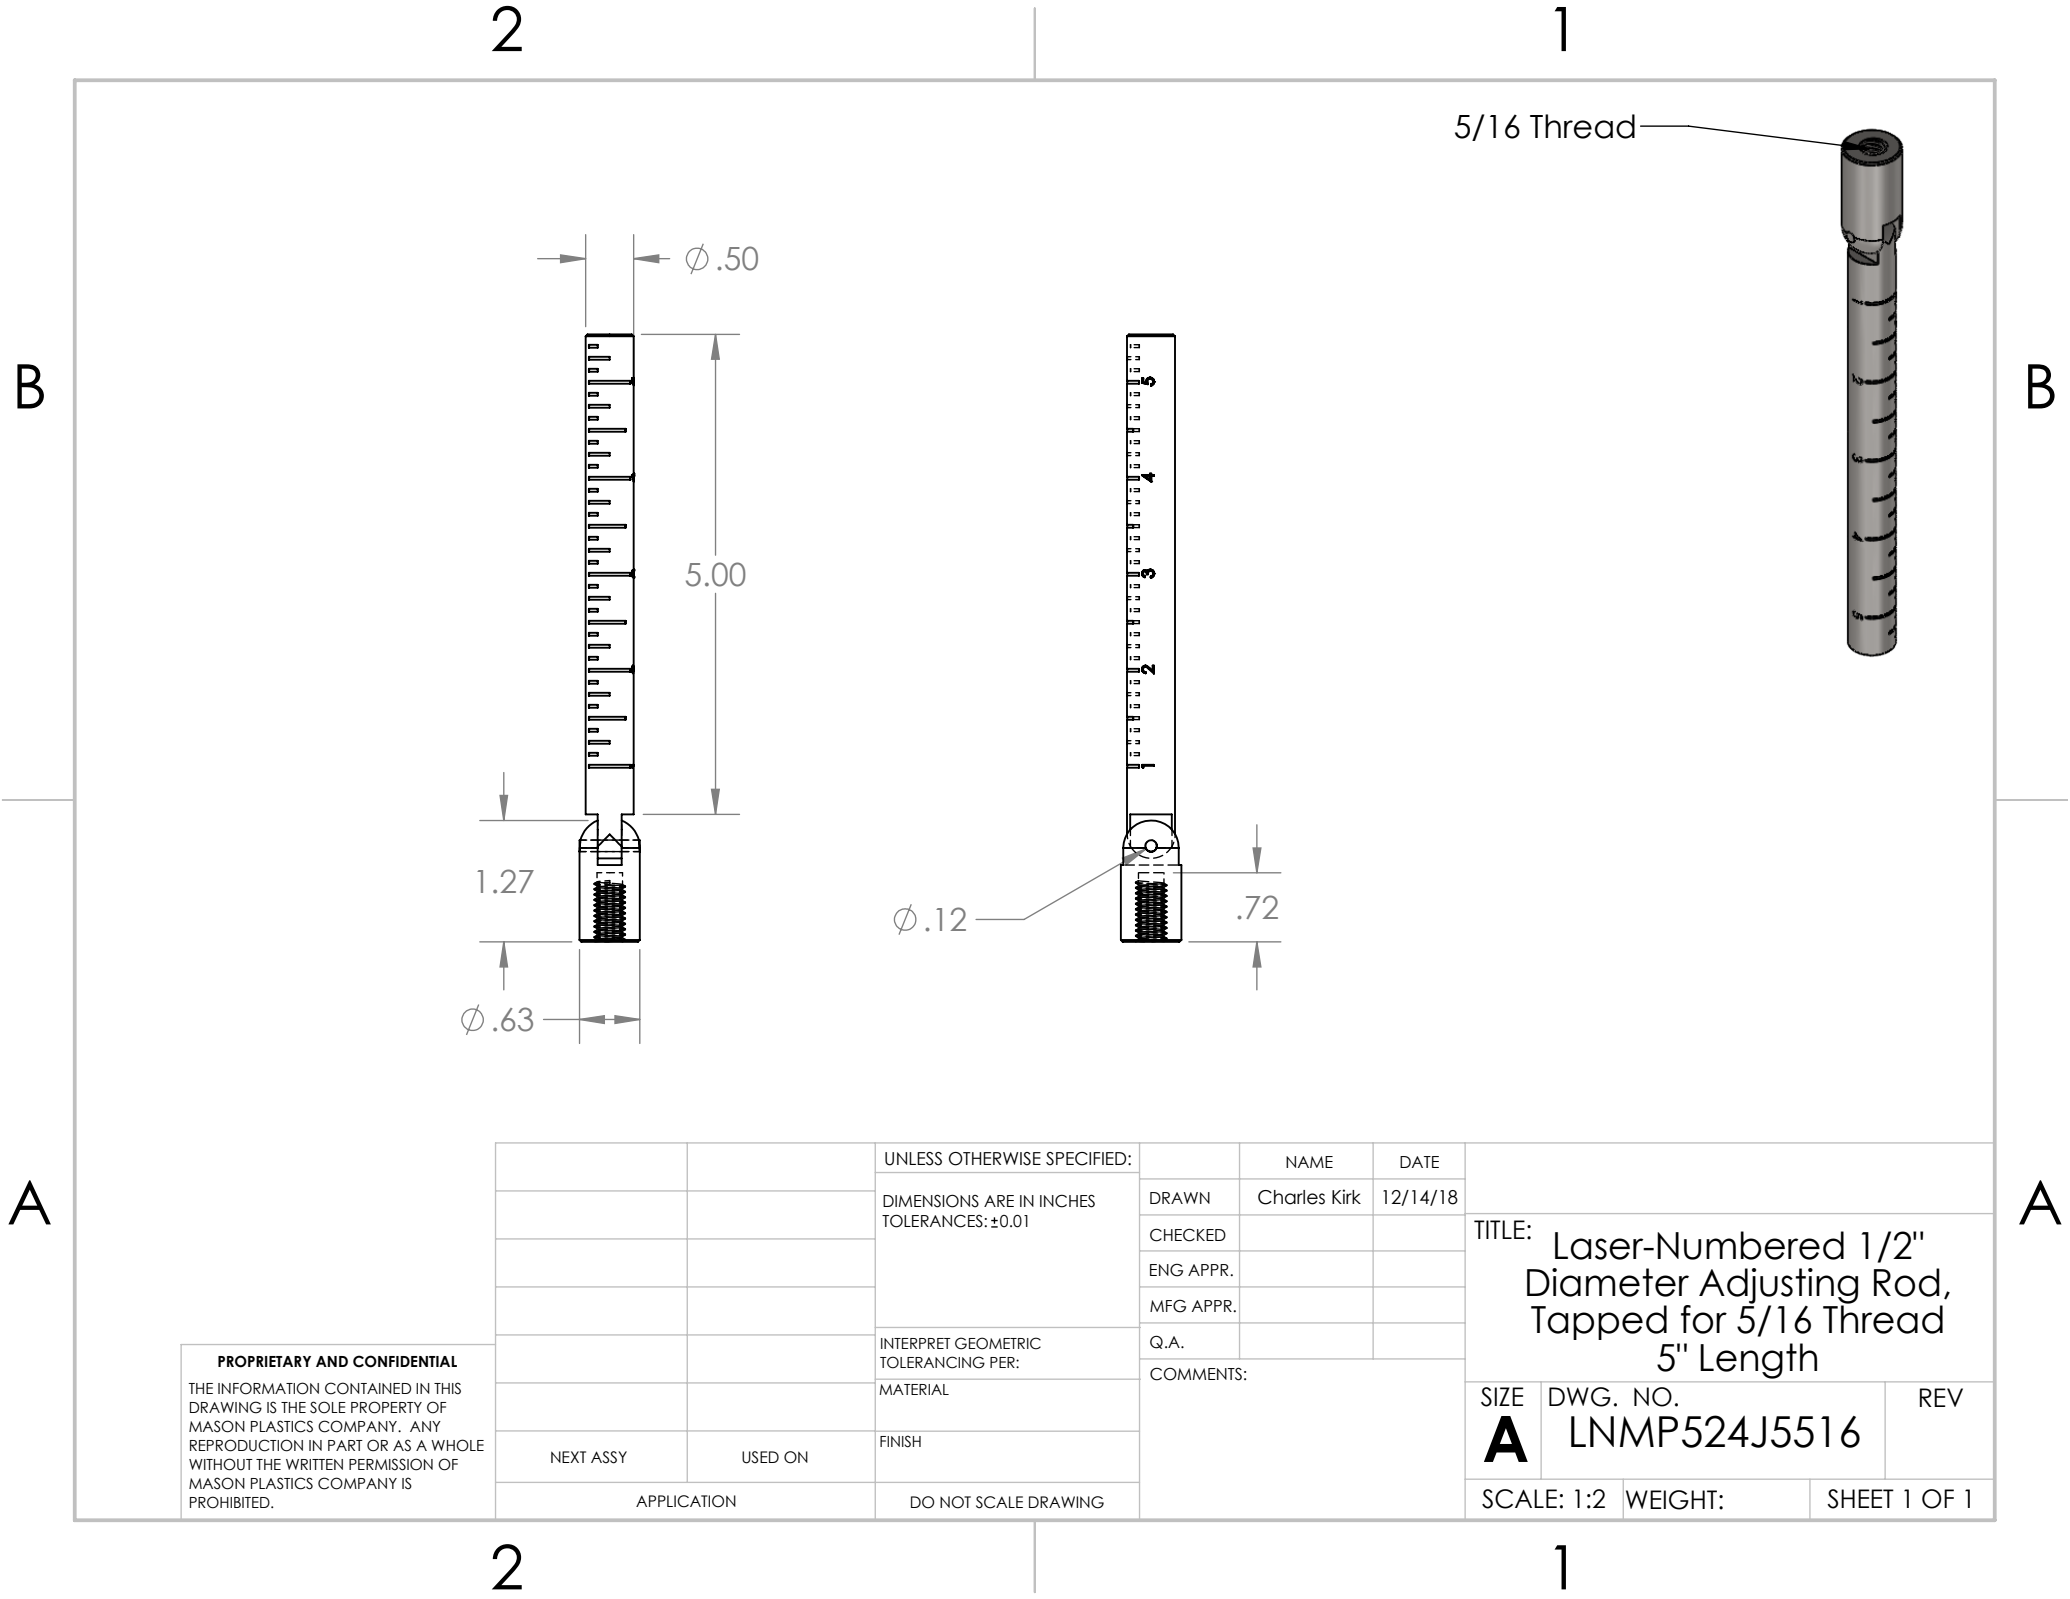 2
1
5/16 Thread
∅.50
B
B
5
4
5.00
3
2
1
1.27
∅.12
.72
∅.63
1
2
3
4
5
A
A
UNLESS OTHERWISE SPECIFIED:
DIMENSIONS ARE IN INCHES
TOLERANCES:±0.01
INTERPRET GEOMETRIC
TOLERANCING PER:
MATERIAL
FINISH
DO NOT SCALE DRAWING
NAME
DATE
DRAWN
Charles Kirk
12/14/18
CHECKED
ENG APPR.
MFG APPR.
Q.A.
COMMENTS:
TITLE:
Laser-Numbered 1/2"
Diameter Adjusting Rod,
Tapped for 5/16 Thread
5" Length
SIZE
A
DWG. NO.
LNMP524J5516
REV
SCALE: 1:2
WEIGHT:
SHEET 1 OF 1
PROPRIETARY AND CONFIDENTIAL
THE INFORMATION CONTAINED IN THIS
DRAWING IS THE SOLE PROPERTY OF
MASON PLASTICS COMPANY. ANY
REPRODUCTION IN PART OR AS A WHOLE
WITHOUT THE WRITTEN PERMISSION OF
MASON PLASTICS COMPANY IS
PROHIBITED.
NEXT ASSY
USED ON
APPLICATION
2
1